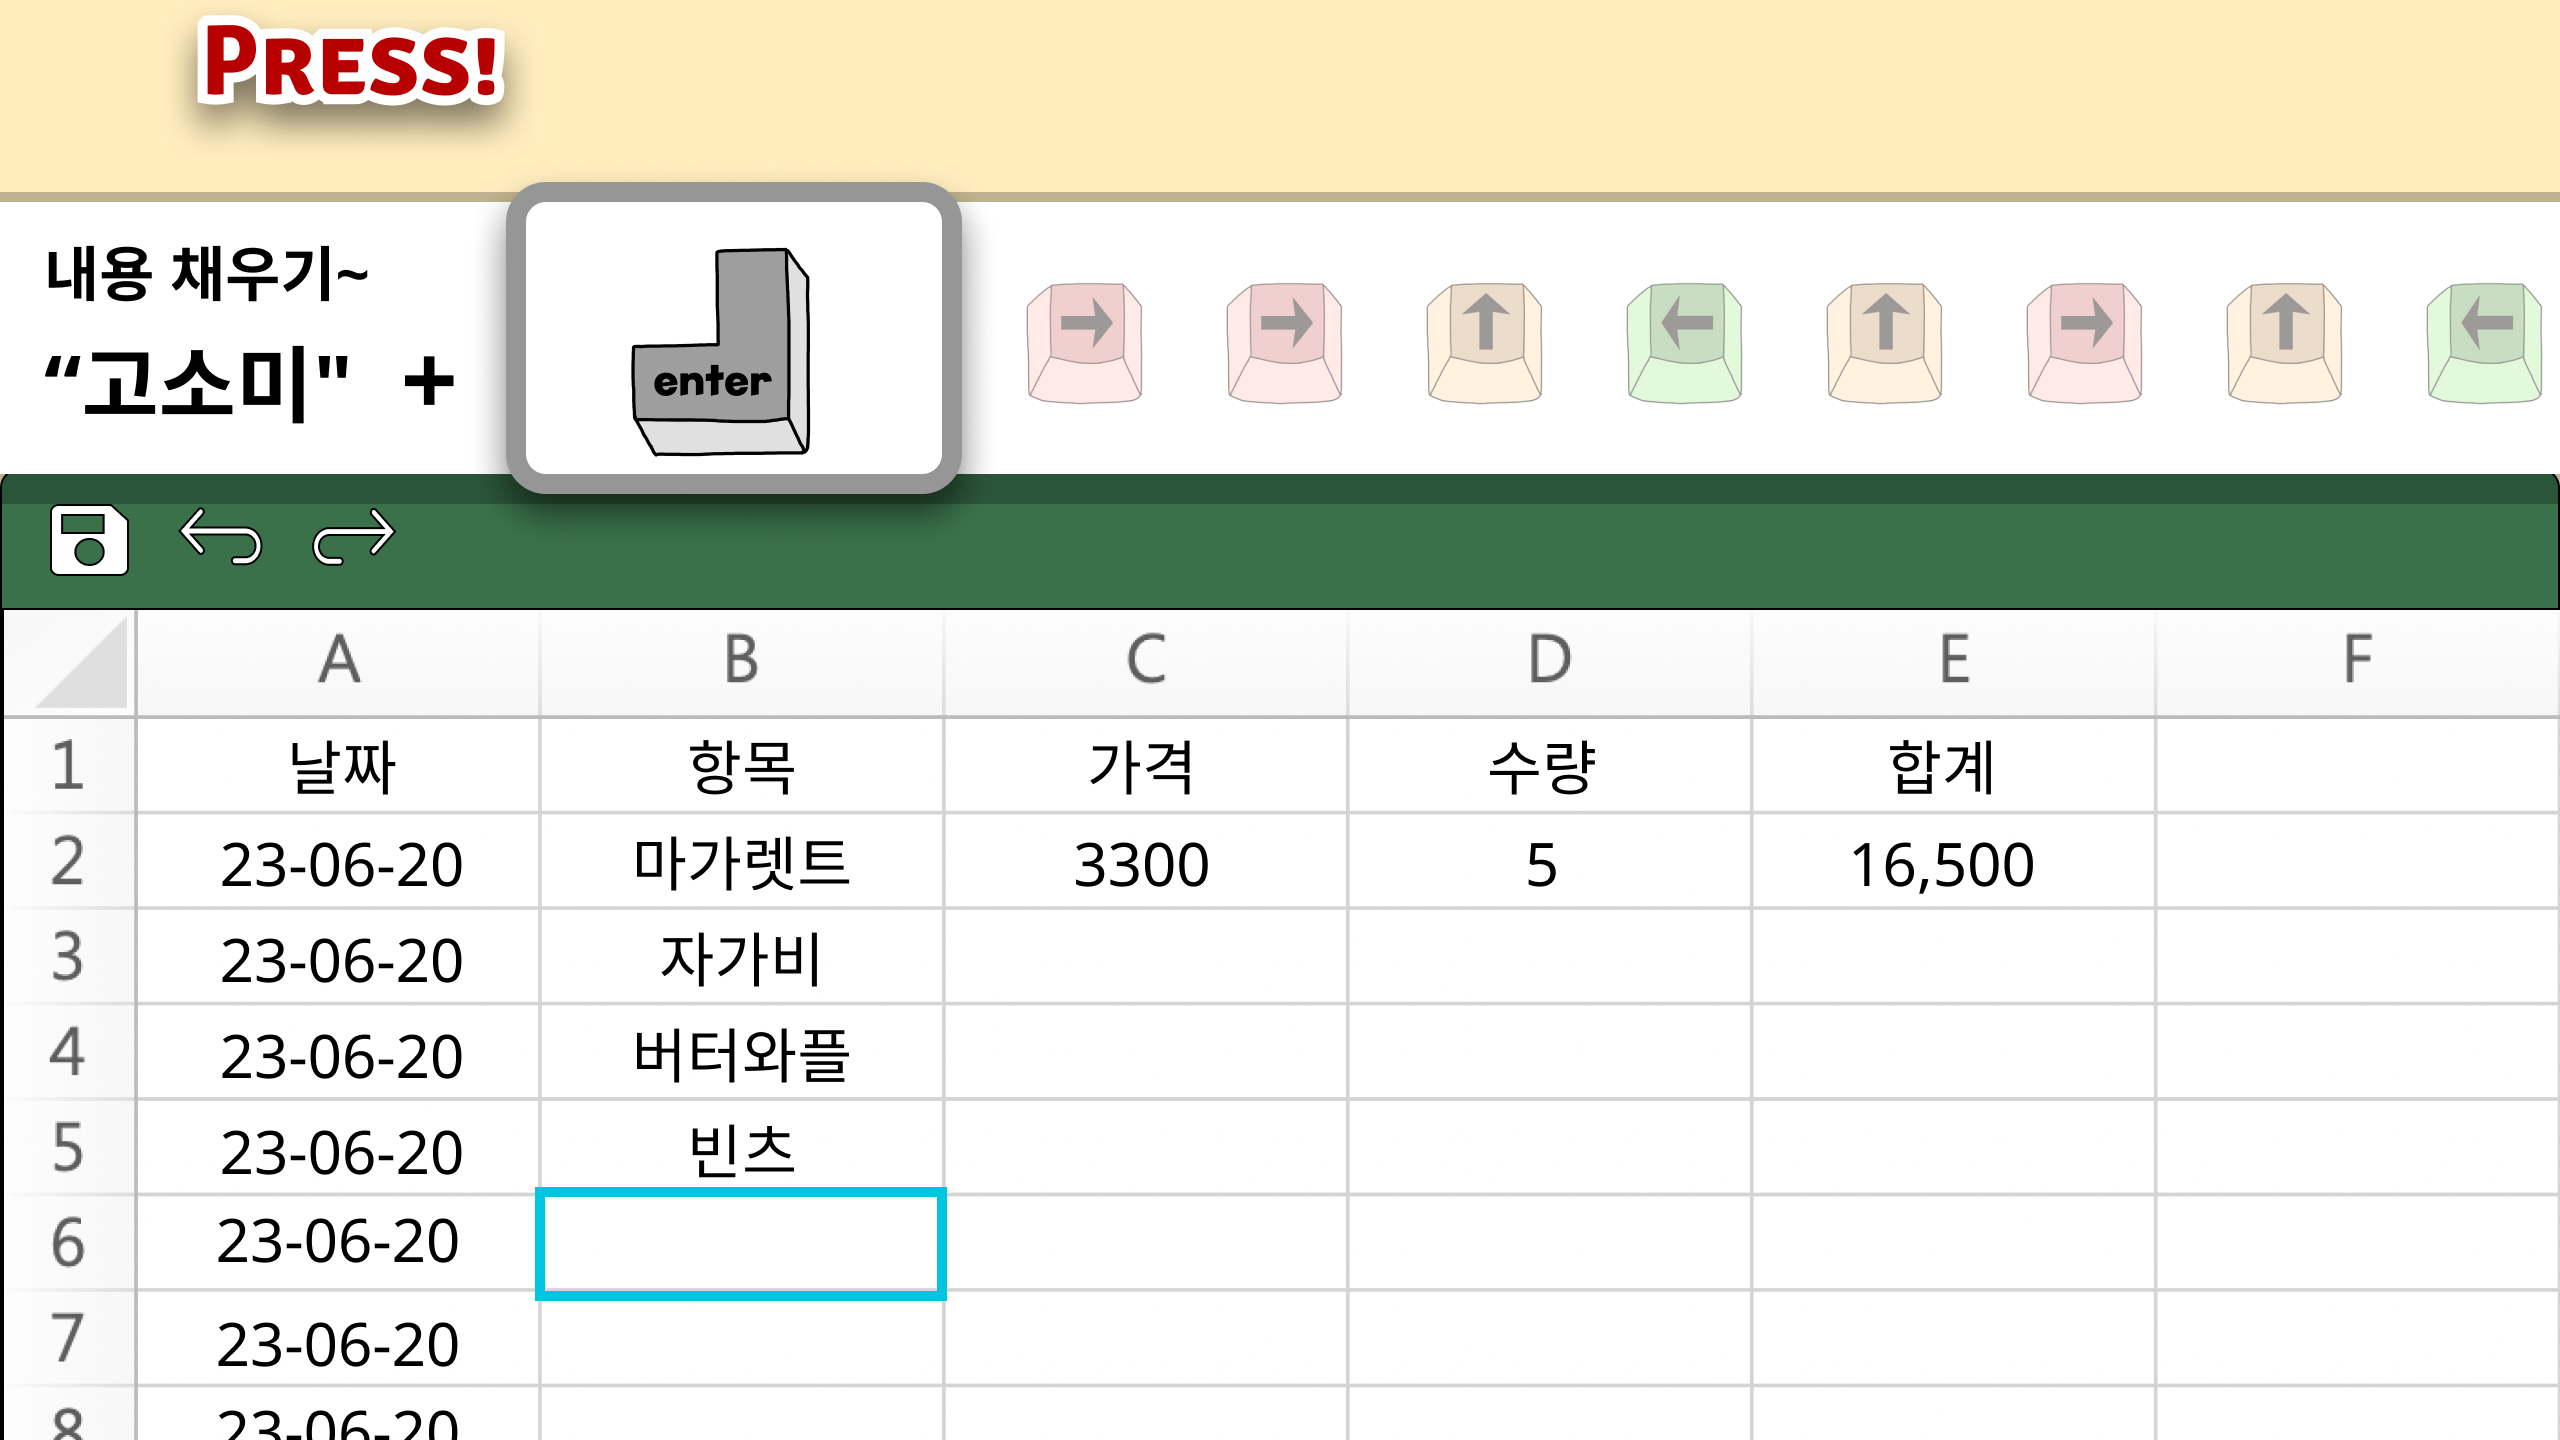 PRESS!
내용 채우기~
“고소미" +
enter
A B C D E F
1 날짜 항목 가격 수량 합계
2 23-06-20 마가렛트 3300 5 16,500
3 23-06-20 자가비
4 23-06-20 버터와플
5 23-06-20 빈츠
6 23-06-20
7 23-06-20
8 23-06-20